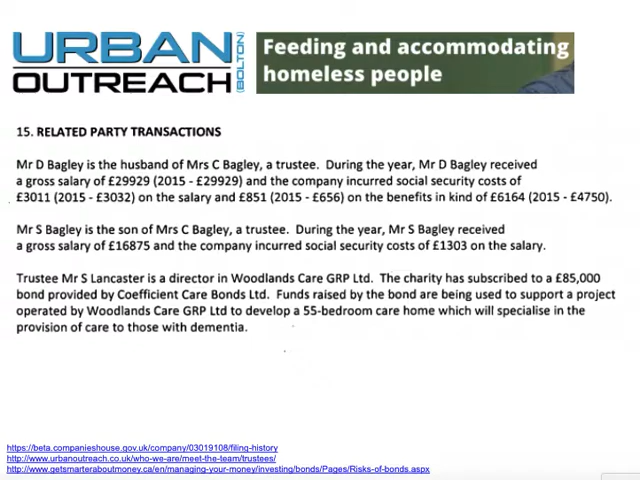 URBAN
OUTREACH
(BOLTON)
Feeding and accommodating
homeless people
15. RELATED PARTY TRANSACTIONS
Mr D Bagley is the husband of Mrs C Bagley, a trustee. During the year, Mr D Bagley received
a gross salary of £29929 (2015 - £29929) and the company incurred social security costs of
£3011 (2015 - £3032) on the salary and £851 (2015 - £656) on the benefits in kind of £6164 (2015 - £4750).
Mr S Bagley is the son of Mrs C Bagley, a trustee. During the year, Mr S Bagley received
a gross salary of £16875 and the company incurred social security costs of £1303 on the salary.
Trustee Mr S Lancaster is a director in Woodlands Care GRP Ltd. The charity has subscribed to a £85,000
bond provided by Coefficient Care Bonds Ltd. Funds raised by the bond are being used to support a project
operated by Woodlands Care GRP Ltd to develop a 55-bedroom care home which will specialise in the
provision of care to those with dementia.
https://beta.companieshouse.gov.uk/company/03019108/filing-history
http://www.urbanoutreach.co.uk/who-we-are/meet-the-team/trustees/
http://www.getsmarteraboutmoney.ca/en/managing-your-money/investing/bonds/Pages/Risks-of-bonds.aspx